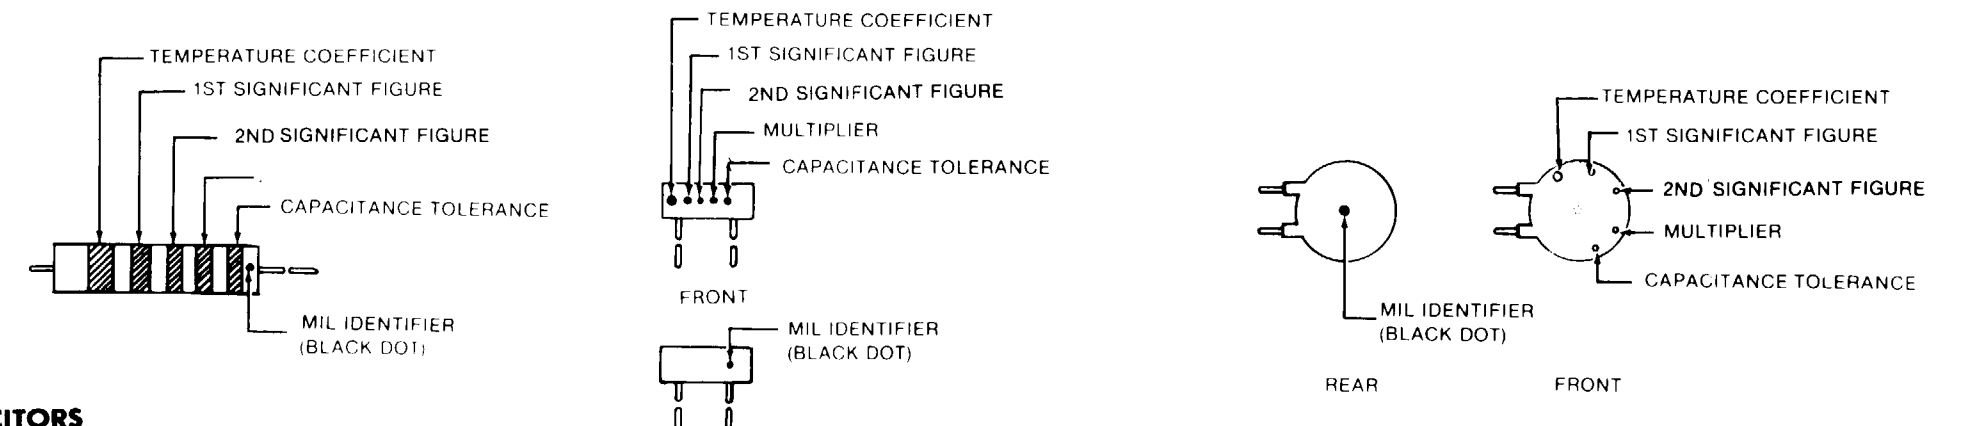 TEMPERATURE COEFFICIENT
1ST SIGNIFICANT FIGURE
2ND SIGNIFICANT FIGURE
CAPACITANCE TOLERANCE
MIL IDENTIFIER
(BLACK DOT)
TEMPERATURE COEFFICIENT
1ST SIGNIFICANT FIGURE
2ND SIGNIFICANT FIGURE
MULTIPLIER
CAPACITANCE TOLERANCE
FRONT
MIL IDENTIFIER
(BLACK DOT)
MIL IDENTIFIER
(BLACK DOT)
REAR
TEMPERATURE COEFFICIENT
1ST SIGNIFICANT FIGURE
2ND SIGNIFICANT FIGURE
MULTIPLIER
CAPACITANCE TOLERANCE
FRONT
CITORS